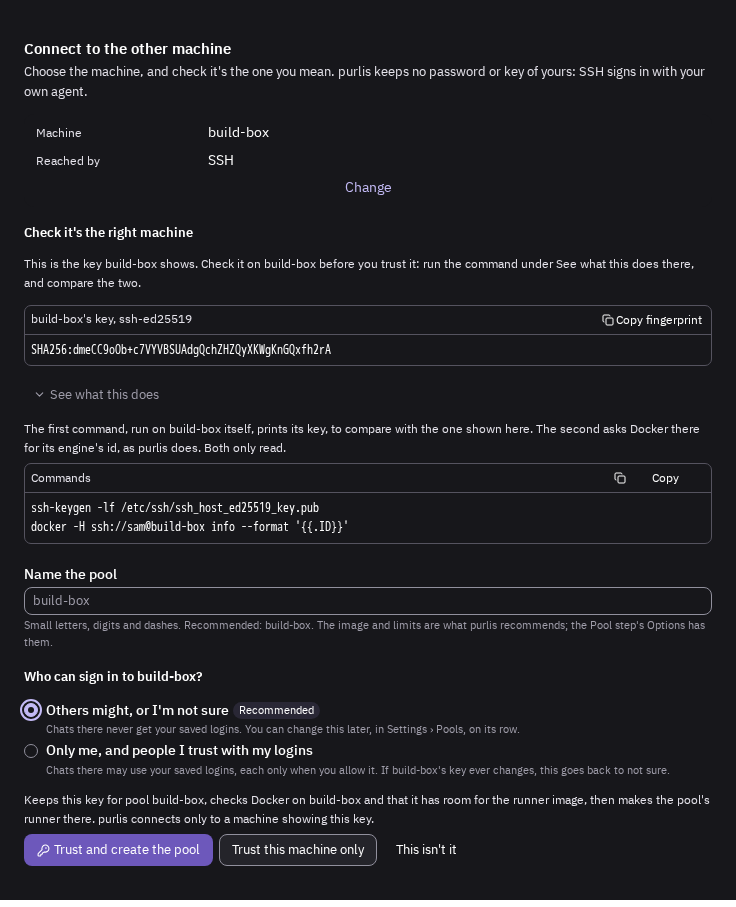 Connect to the other machine
Choose the machine, and check it's the one you mean. purlis keeps no password or key of yours: SSH signs in with your
own agent.
Machine build-box
Reached by SSH
Change
Check it's the right machine
This is the key build-box shows. Check it on build-box before you trust it: run the command under See what this does there,
and compare the two.
build-box's key, ssh-ed25519 Copy fingerprint
SHA256:dmeCC9oOb+c7VYVBSUAdgQchZHZQyXKWgKnGQxfh2rA
See what this does
The first command, run on build-box itself, prints its key, to compare with the one shown here. The second asks Docker there
for its engine's id, as purlis does. Both only read.
Commands Copy
ssh-keygen -lf /etc/ssh/ssh_host_ed25519_key.pub
docker -H ssh://sam@build-box info --format '{{.ID}}'
Name the pool
build-box
Small letters, digits and dashes. Recommended: build-box. The image and limits are what purlis recommends; the Pool step's Options has
them.
Who can sign in to build-box?
Others might, or I'm not sure Recommended
Chats there never get your saved logins. You can change this later, in Settings › Pools, on its row.
Only me, and people I trust with my logins
Chats there may use your saved logins, each only when you allow it. If build-box's key ever changes, this goes back to not sure.
Keeps this key for pool build-box, checks Docker on build-box and that it has room for the runner image, then makes the pool's
runner there. purlis connects only to a machine showing this key.
Trust and create the pool Trust this machine only This isn't it